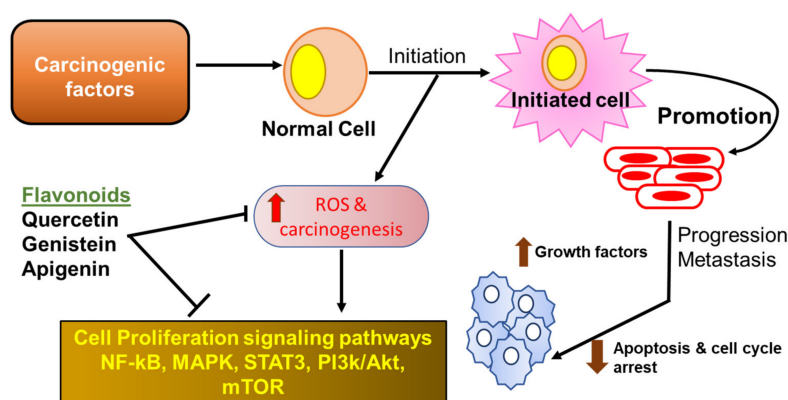 Carcinogenic
factors
Normal Cell
Initiation
Initiated cell
Promotion
Flavonoids
Quercetin
Genistein
Apigenin
ROS &
carcinogenesis
Cell Proliferation signaling pathways
NF-kB, MAPK, STAT3, PI3k/Akt,
mTOR
Progression
Metastasis
Growth factors
Apoptosis & cell cycle
arrest